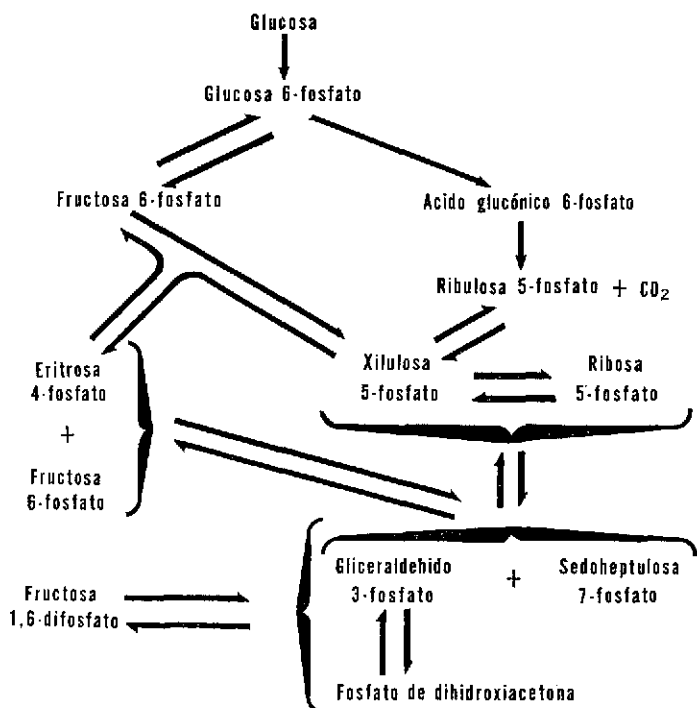 Glucosa
Glucosa 6-fosfato
Fructosa 6-fosfato
Acido glucónico 6-fosfato
Ribulosa 5-fosfato + CO₂
Eritrosa
4-fosfato
+
Fructosa
6-fosfato
Xilulosa
5-fosfato
Ribosa
5-fosfato
Gliceraldehido
3-fosfato
+
Sedoheptulosa
7-fosfato
Fructosa
1,6-difosfato
Fosfato de dihidroxiacetona